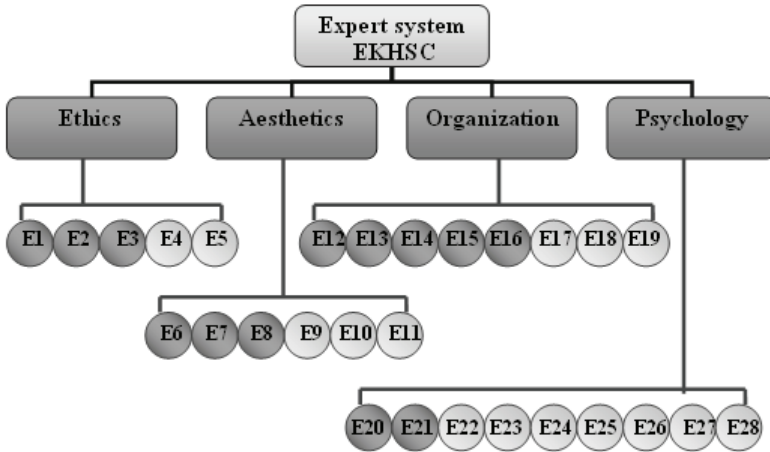 Expert system
EKHSC
Ethics
Aesthetics
Organization
Psychology
E1 E2 E3 E4 E5
E12 E13 E14 E15 E16 E17 E18 E19
E6 E7 E8 E9 E10 E11
E20 E21 E22 E23 E24 E25 E26 E27 E28